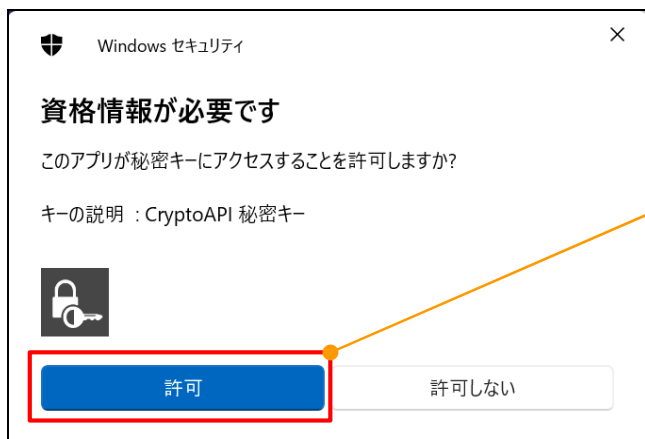 Windows セキュリティ
資格情報が必要です
このアプリが秘密キーにアクセスすることを許可しますか?
キーの説明 : CryptoAPI 秘密キー
許可
許可しない